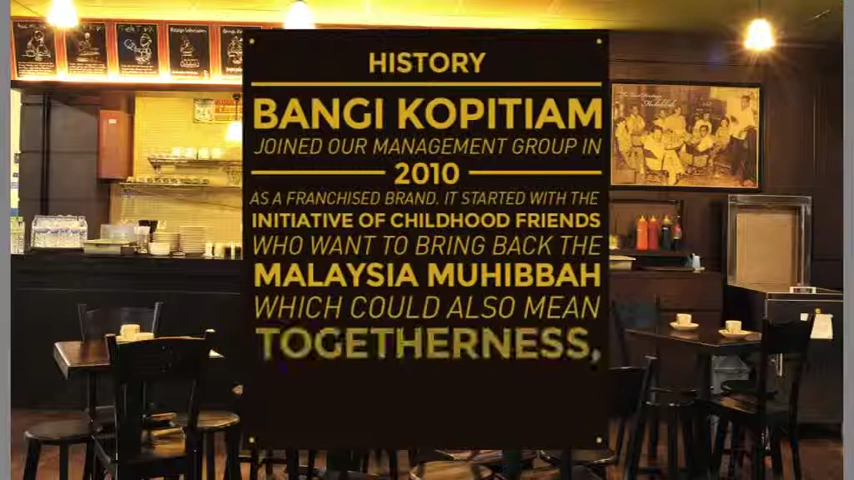 HISTORY
BANGI KOPITIAM
JOINED OUR MANAGEMENT GROUP IN
2010
AS A FRANCHISED BRAND. IT STARTED WITH THE
INITIATIVE OF CHILDHOOD FRIENDS
WHO WANT TO BRING BACK THE
MALAYSIA MUHIBBAH
WHICH COULD ALSO MEAN
TOGETHERNESS,